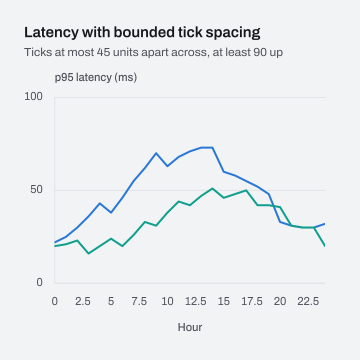 Latency with bounded tick spacing
Ticks at most 45 units apart across, at least 90 up
p95 latency (ms)
100
50
0
0 2.5 5 7.5 10 12.5 15 17.5 20 22.5
Hour